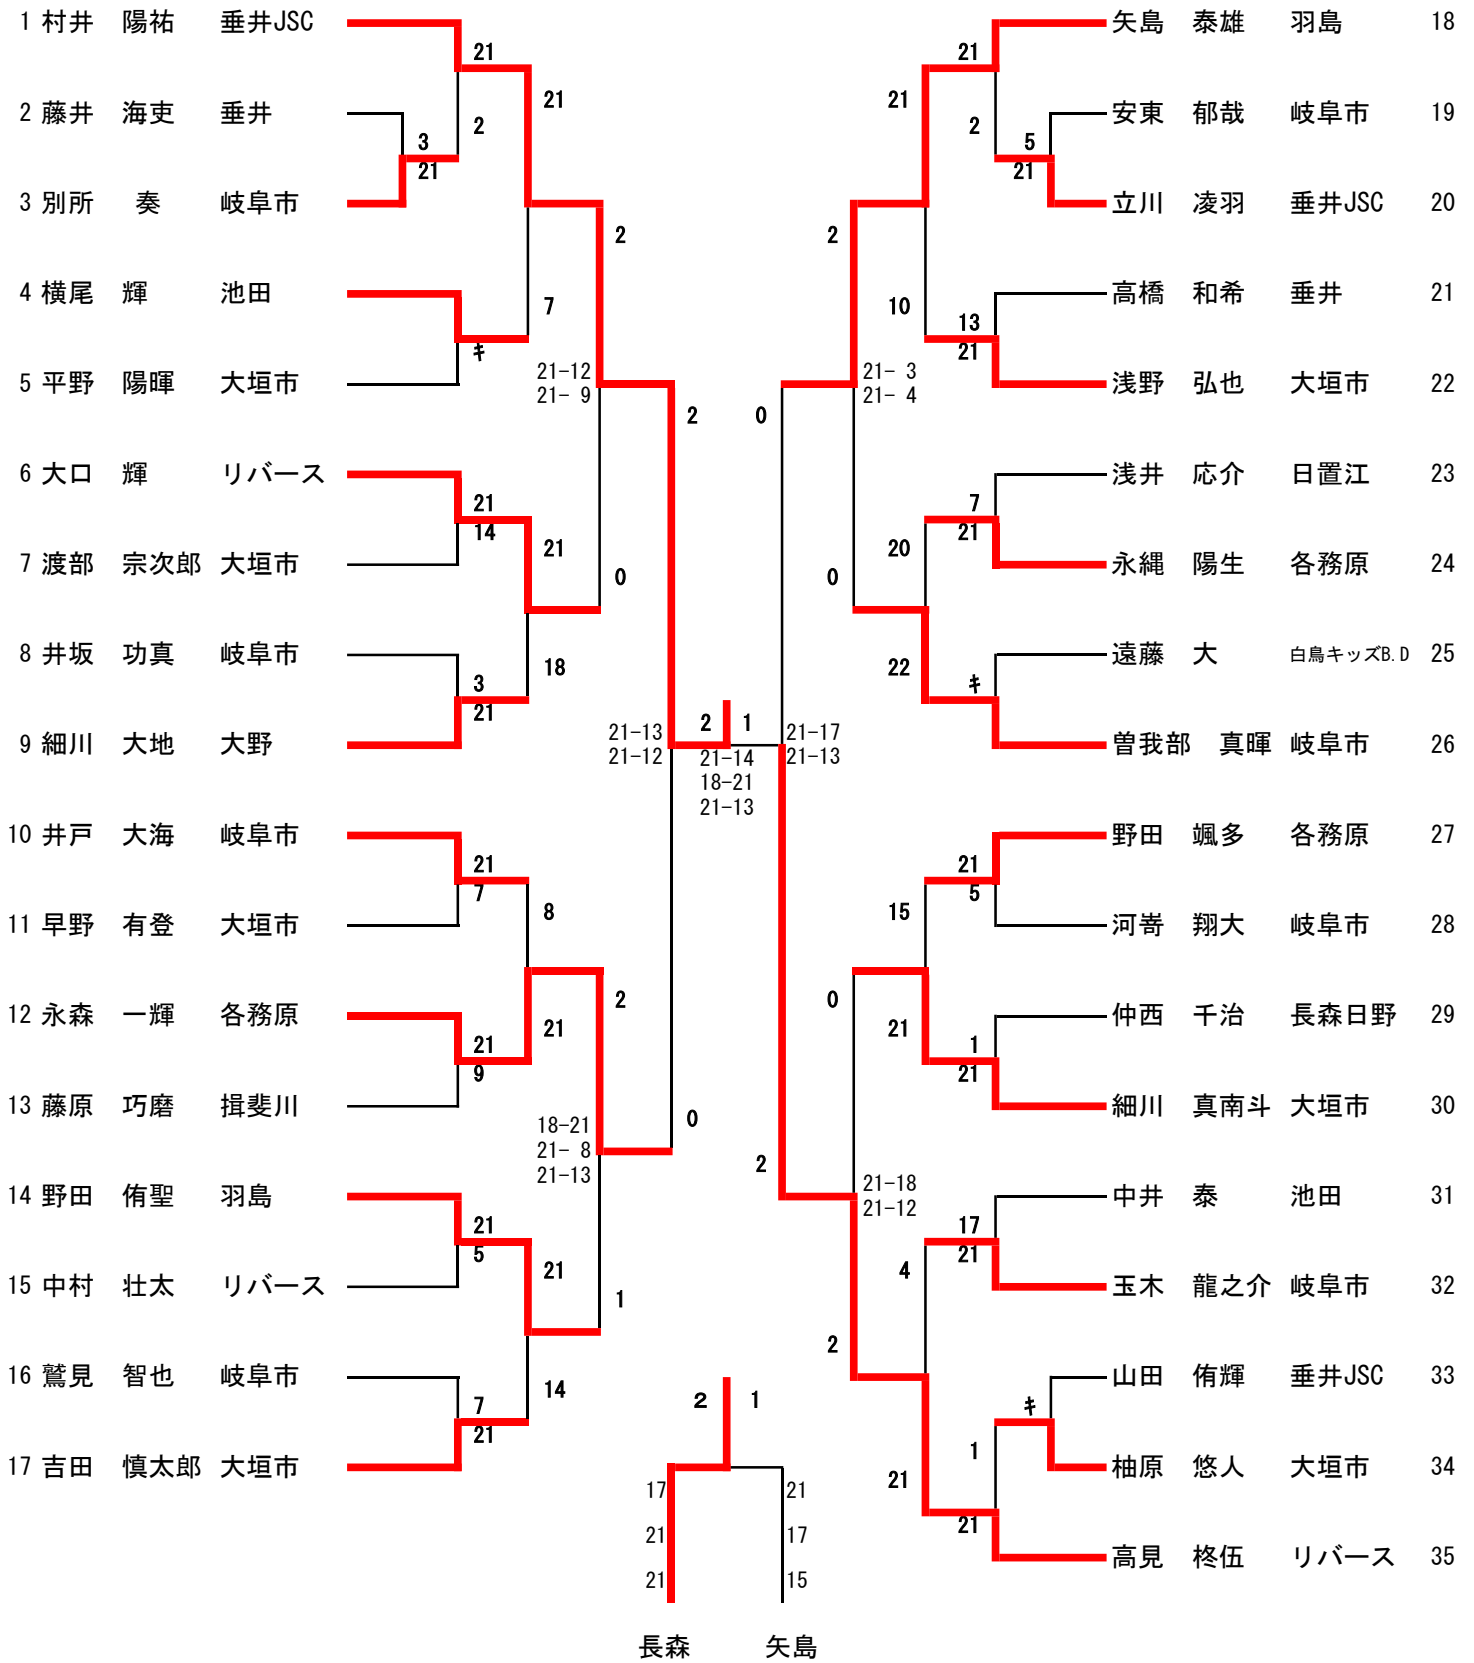 1 村井 陽祐 垂井JSC
2 藤井 海吏 垂井
3 別所 奏 岐阜市
4 横尾 輝 池田
5 平野 陽暉 大垣市
6 大口 輝 リバース
7 渡部 宗次郎 大垣市
8 井坂 功真 岐阜市
9 細川 大地 大野
10 井戸 大海 岐阜市
11 早野 有登 大垣市
12 永森 一輝 各務原
13 藤原 巧磨 揖斐川
14 野田 侑聖 羽島
15 中村 壮太 リバース
16 鷲見 智也 岐阜市
17 吉田 慎太郎 大垣市
21
2
3
21
キ
21
14
3
21
21
7
21
9
21
5
7
21
21
7
21
18
8
21
21
14
2
21-12
21- 9
0
2
18-21
21- 8
21-13
1
2
21-13
21-12
0
2 1
21-14
18-21
21-13
0
21-17
21-13
2
2
21- 3
21- 4
0
0
21-18
21-12
2
21
10
20
22
15
21
4
21
21
2
5
21
13
21
7
21
キ
21
5
1
21
17
21
キ
1
21
矢島 泰雄 羽島 18
安東 郁哉 岐阜市 19
立川 凌羽 垂井JSC 20
高橋 和希 垂井 21
浅野 弘也 大垣市 22
浅井 応介 日置江 23
永縄 陽生 各務原 24
遠藤 大 白鳥キッズB.D 25
曽我部 真暉 岐阜市 26
野田 颯多 各務原 27
河嵜 翔大 岐阜市 28
仲西 千治 長森日野 29
細川 真南斗 大垣市 30
中井 泰 池田 31
玉木 龍之介 岐阜市 32
山田 侑輝 垂井JSC 33
柚原 悠人 大垣市 34
高見 柊伍 リバース 35
2 1
17 21
21 17
21 15
長森 矢島